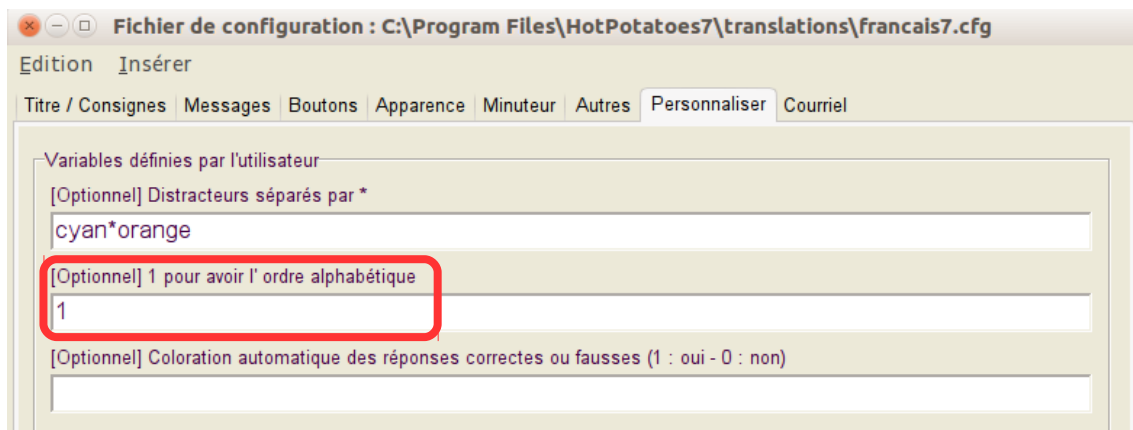 Fichier de configuration : C:\Program Files\HotPotatoes7\translations\francais7.cfg
Edition Insérer
Titre / Consignes Messages Boutons Apparence Minuteur Autres Personnaliser Courriel
Variables définies par l'utilisateur
[Optionnel] Distracteurs séparés par *
cyan*orange
[Optionnel] 1 pour avoir l' ordre alphabétique
1
[Optionnel] Coloration automatique des réponses correctes ou fausses (1 : oui - 0 : non)